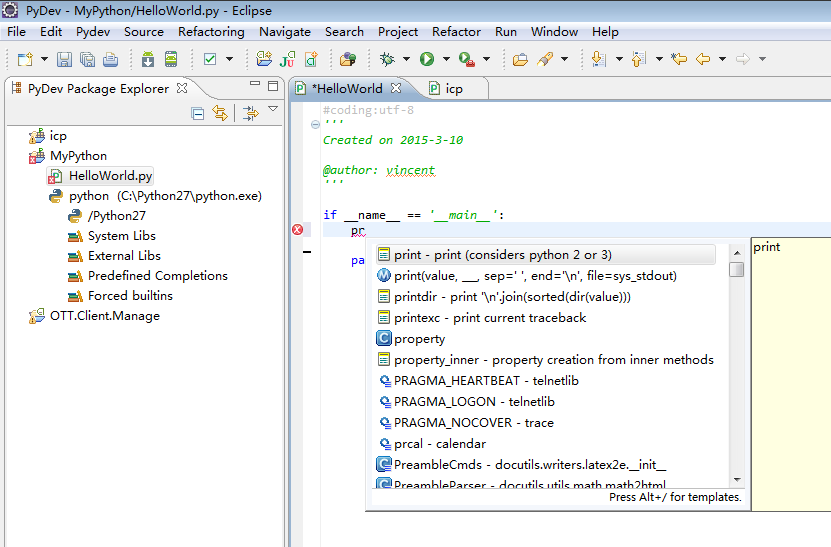 PyDev - MyPython/HelloWorld.py - Eclipse
File Edit Pydev Source Refactoring Navigate Search Project Refactor Run Window Help
PyDev Package Explorer
icp
MyPython
HelloWorld.py
python (C:\Python27\python.exe)
/Python27
System Libs
External Libs
Predefined Completions
Forced builtins
OTT.Client.Manage
*HelloWorld
icp
#coding:utf-8
'''
Created on 2015-3-10
@author: vincent
'''
if __name__ == '__main__':
pr
pa
print - print (considers python 2 or 3)
print(value, ___, sep=' ', end='\n', file=sys_stdout)
printdir - print '\n'.join(sorted(dir(value)))
printexc - print current traceback
property
property_inner - property creation from inner methods
PRAGMA_HEARTBEAT - telnetlib
PRAGMA_LOGON - telnetlib
PRAGMA_NOCOVER - trace
prcal - calendar
PreambleCmds - docutils.writers.latex2e.__init__
PreambleParser - docutils.utils.math.math2html
Press Alt+/ for templates.
print